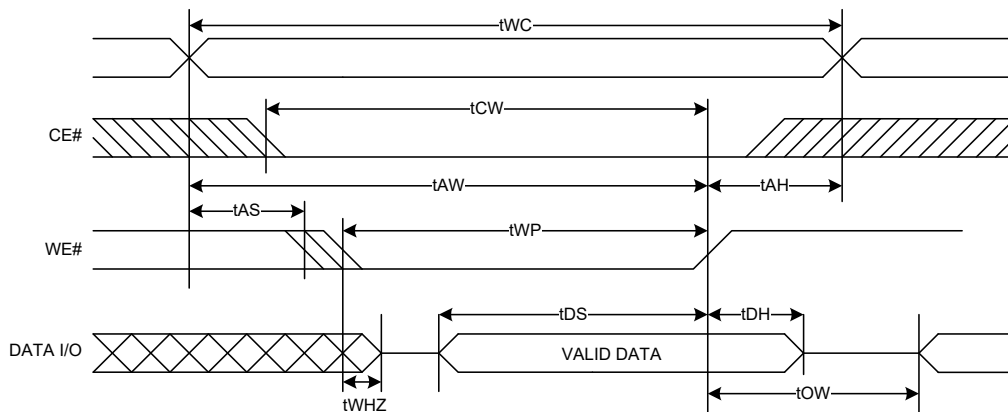 tWC
tCW
CE#
tAW
tAH
tAS
tWP
WE#
tDS
tDH
DATA I/O
VALID DATA
tWHZ
tOW